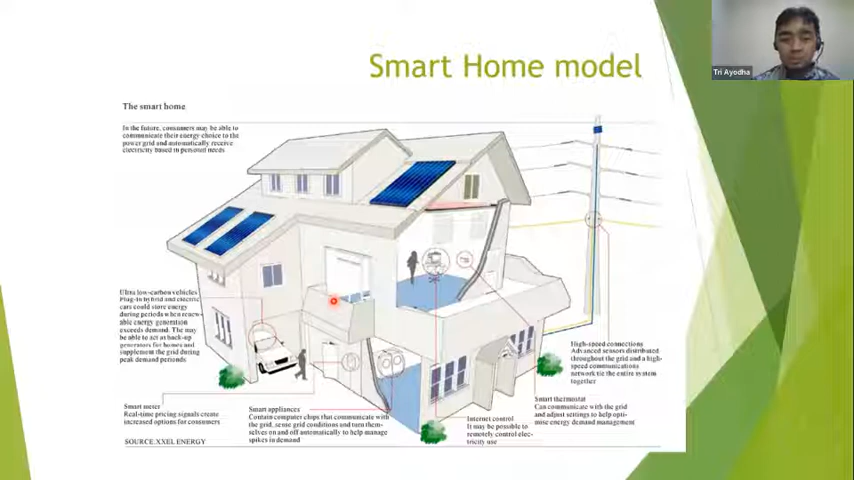 Smart Home model
Tri Ayodha
The smart home
In the future, consumers may be able to
communicate their energy choice to the
power grid and automatically receive
electricity based in personal needs
Ultra low-carbon vehicles
Plug-in hybrid and electric
cars could store energy
during periods when renew-
able energy generation
exceeds demand. The may
be able to act as back-up
generators for homes and
supplement the grid during
peak demand periods
Smart meter
Real-time pricing signals create
increased options for consumers
Smart appliances
Contain computer chips that communicate with
the grid, sense grid conditions and turn them-
selves on and off automatically to help manage
spikes in demand
Internet control
It may be possible to
remotely control elec-
tricity use
Smart thermostat
Can communicate with the grid
and adjust settings to help opti-
mise energy demand management
High-speed connections
Advanced sensors distributed
throughout the grid and a high-
speed communications
network tie the entire system
together
SOURCE. XXEL ENERGY